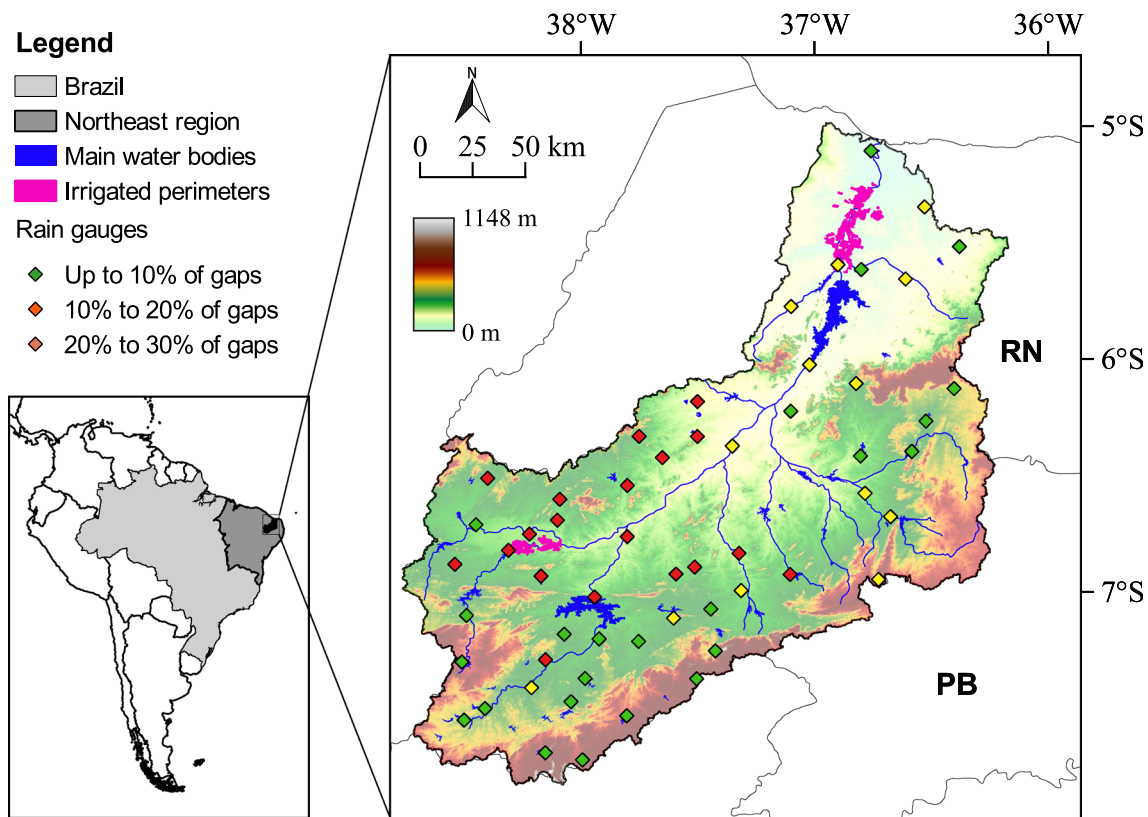 38°W 37°W 36°W
Legend
Brazil
Northeast region
Main water bodies
Irrigated perimeters
Rain gauges
Up to 10% of gaps
10% to 20% of gaps
20% to 30% of gaps
N
0 25 50 km
1148 m
0 m
5°S
6°S
7°S
RN
PB